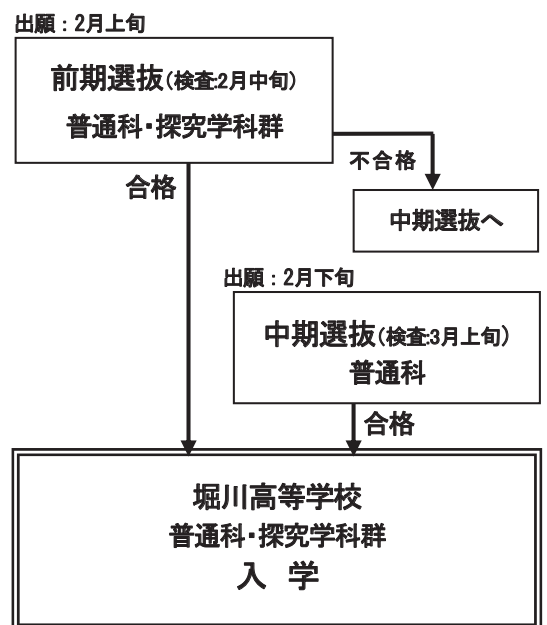 出願：2月上旬
前期選抜（検査:2月中旬）
普通科・探究学科群
不合格
合格
中期選抜へ
出願：2月下旬
中期選抜（検査:3月上旬）
普通科
合格
堀川高等学校
普通科・探究学科群
入 学